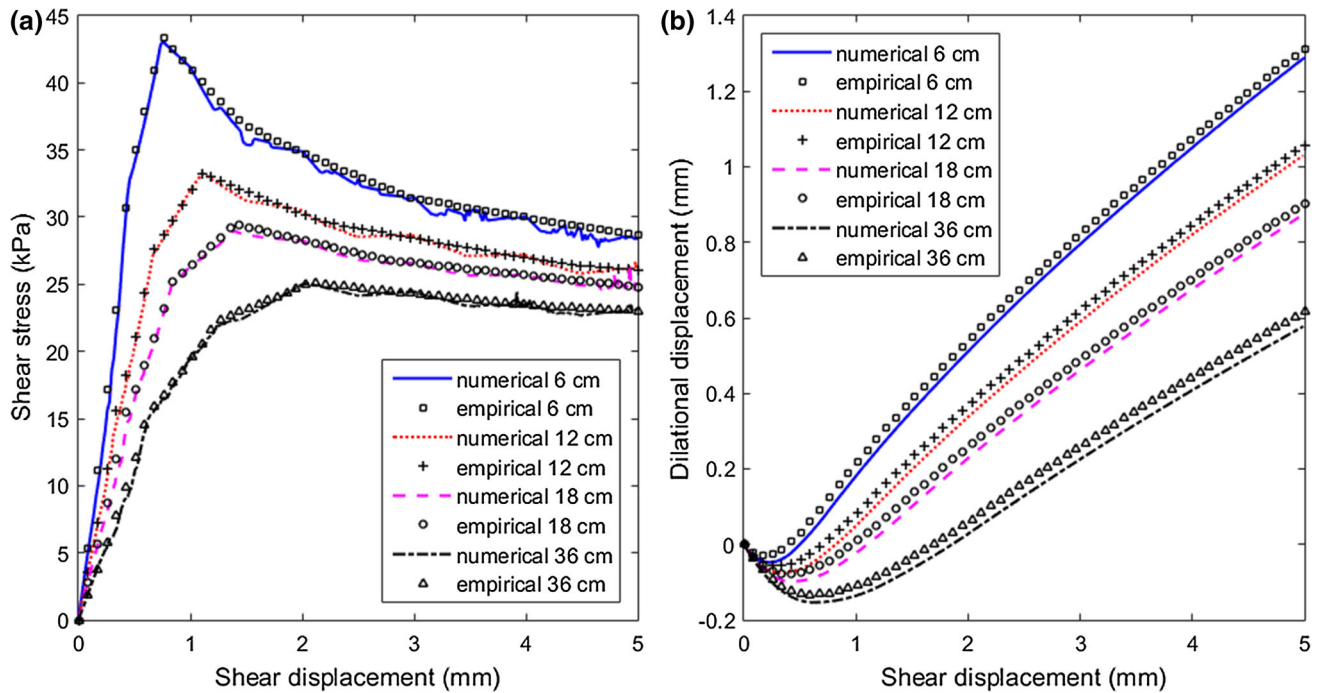 (a)
45
40
35
30
25
20
15
10
5
0
Shear stress (kPa)
numerical 6 cm
empirical 6 cm
numerical 12 cm
empirical 12 cm
numerical 18 cm
empirical 18 cm
numerical 36 cm
empirical 36 cm
0 1 2 3 4 5
Shear displacement (mm)
(b)
1.4
1.2
1
0.8
0.6
0.4
0.2
0
-0.2
Dilational displacement (mm)
numerical 6 cm
empirical 6 cm
numerical 12 cm
empirical 12 cm
numerical 18 cm
empirical 18 cm
numerical 36 cm
empirical 36 cm
0 1 2 3 4 5
Shear displacement (mm)